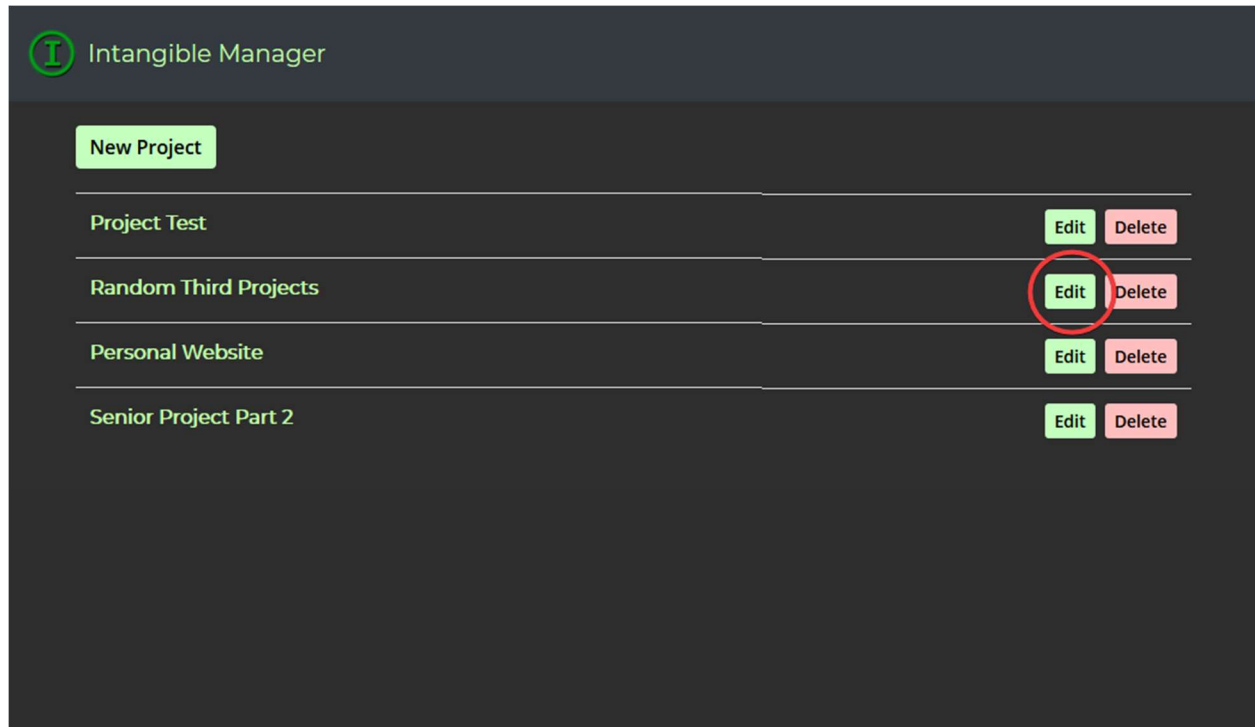 I Intangible Manager
New Project
Project Test Edit Delete
Random Third Projects Edit Delete
Personal Website Edit Delete
Senior Project Part 2 Edit Delete